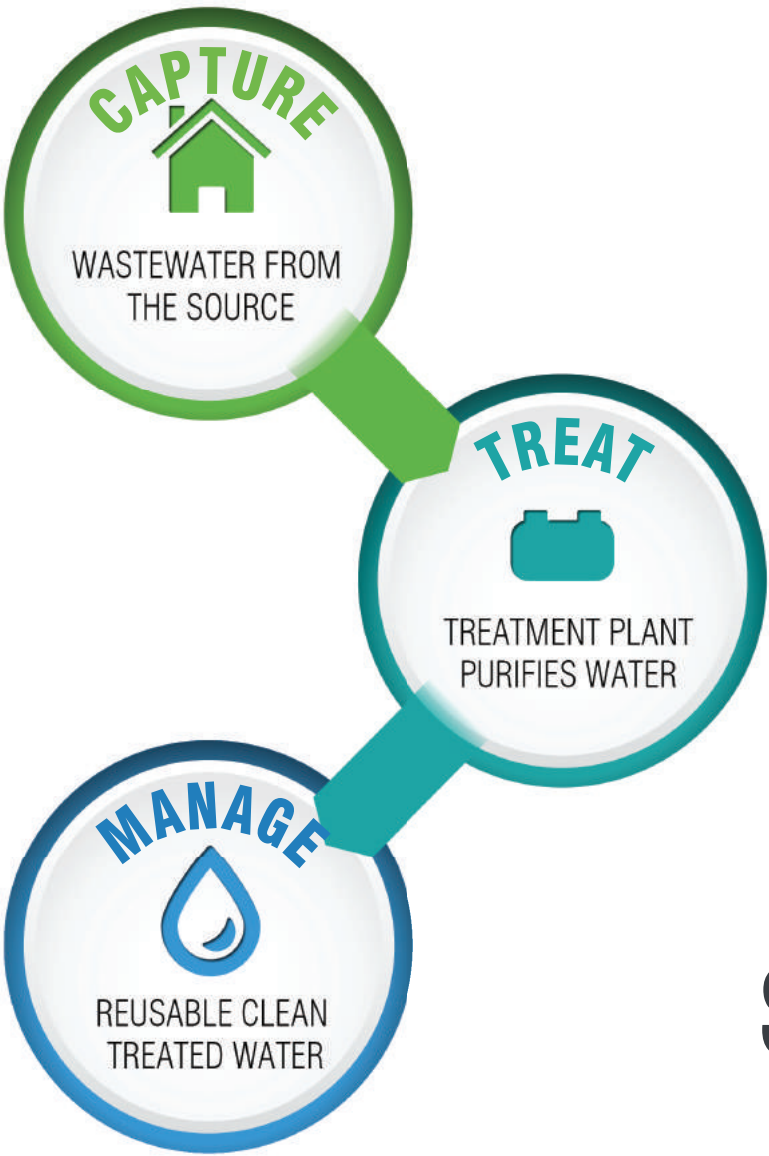 CAPTURE
WASTEWATER FROM
THE SOURCE
TREAT
TREATMENT PLANT
PURIFIES WATER
MANAGE
REUSABLE CLEAN
TREATED WATER